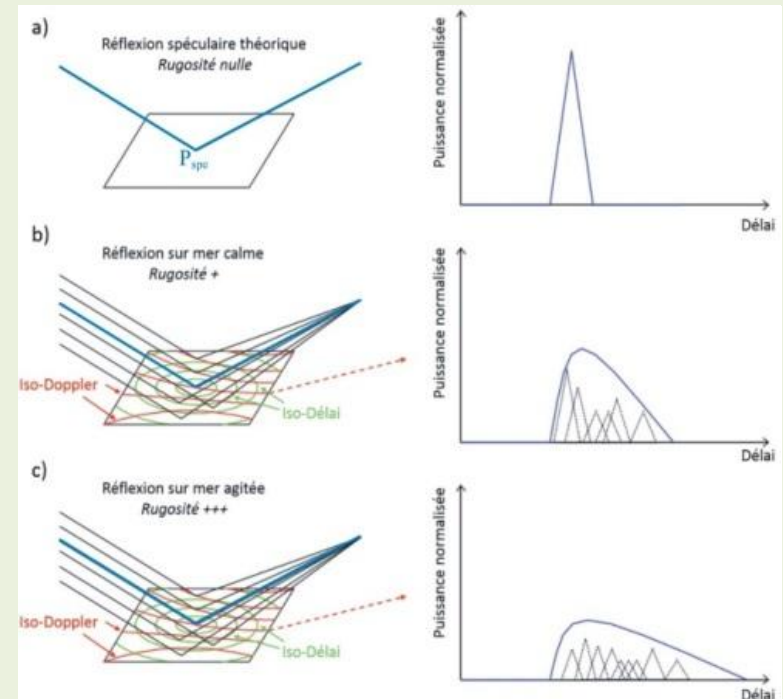 a)
Réflexion spéculaire théorique
Rugosité nulle
Pspe
Puissance normalisée
Délai
b)
Réflexion sur mer calme
Rugosité +
Iso-Doppler
Iso-Délai
Puissance normalisée
Délai
c)
Réflexion sur mer agitée
Rugosité +++
Iso-Doppler
Iso-Délai
Puissance normalisée
Délai